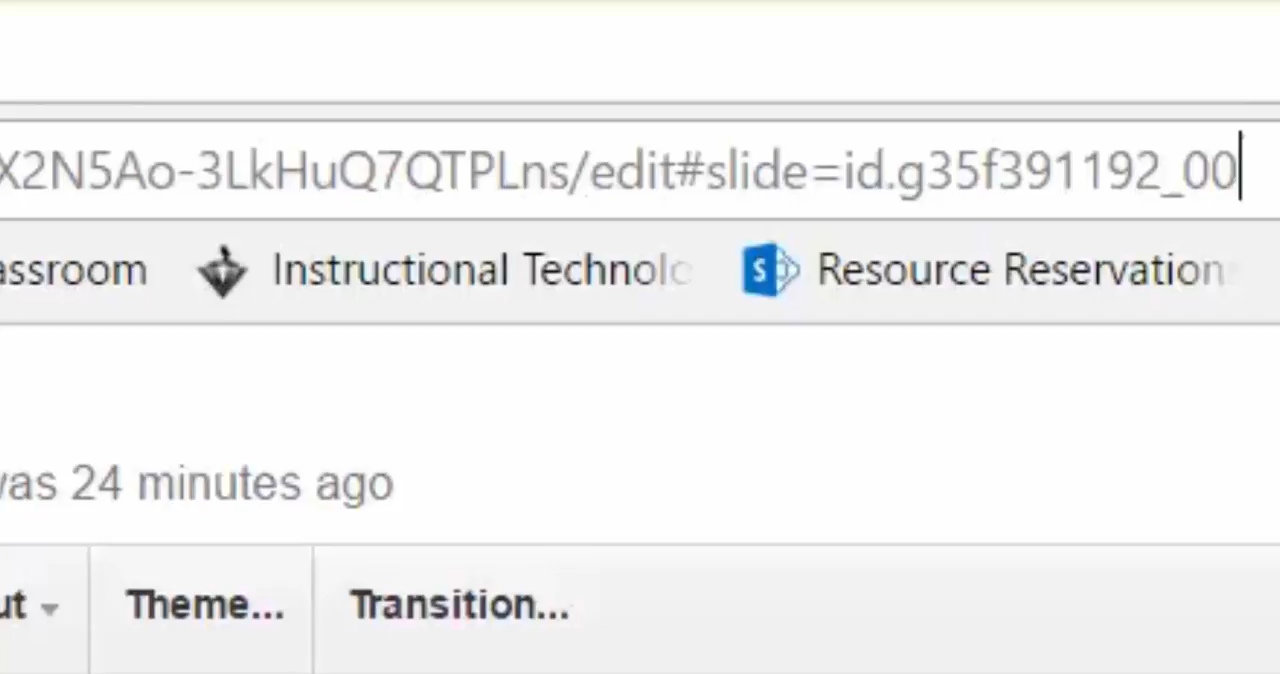 X2N5Ao-3LkHuQ7QTPLns/edit#slide=id.g35f391192_00
assroom Instructional Technolo Resource Reservation
was 24 minutes ago
ut Theme... Transition...